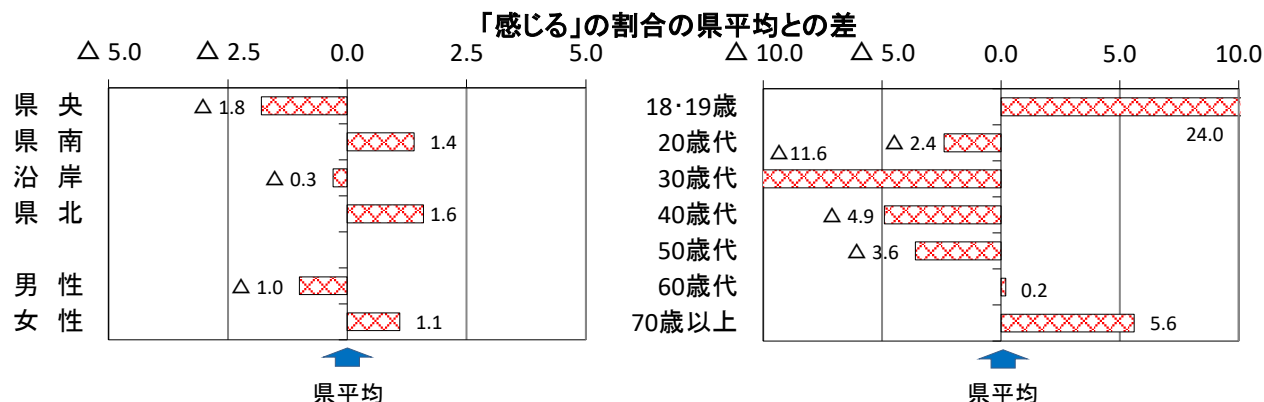 「感じる」の割合の県平均との差
△ 5.0 △ 2.5 0.0 2.5 5.0
県 央 △ 1.8
県 南 1.4
沿 岸 △ 0.3
県 北 1.6
男 性 △ 1.0
女 性 1.1
県平均
△ 10.0 △ 5.0 0.0 5.0 10.0
18・19歳 24.0
20歳代 △ 2.4
30歳代 △11.6
40歳代 △ 4.9
50歳代 △ 3.6
60歳代 0.2
70歳以上 5.6
県平均